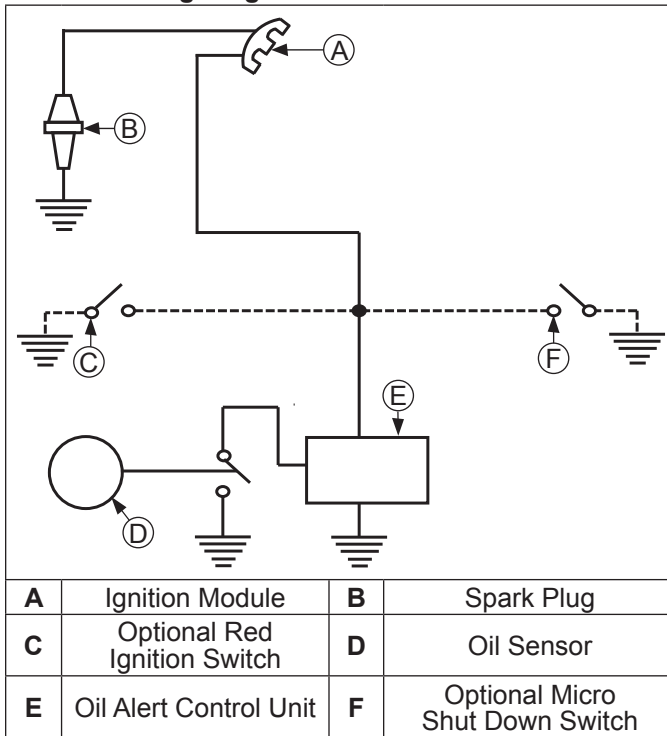 A
B
C
F
E
D
A Ignition Module B Spark Plug
C Optional Red Ignition Switch D Oil Sensor
E Oil Alert Control Unit F Optional Micro Shut Down Switch